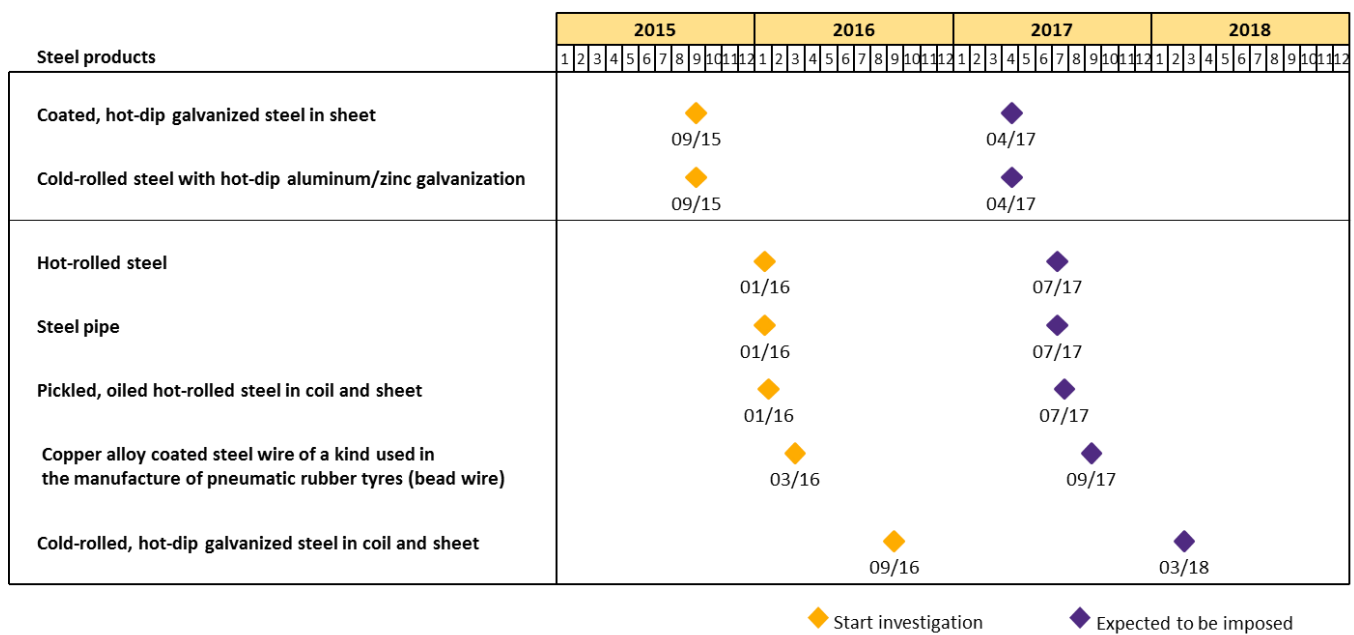 2015 2016 2017 2018
Steel products 1 2 3 4 5 6 7 8 9 10 11 12 1 2 3 4 5 6 7 8 9 10 11 12 1 2 3 4 5 6 7 8 9 10 11 12 1 2 3 4 5 6 7 8 9 10 11 12
Coated, hot-dip galvanized steel in sheet
09/15 04/17
Cold-rolled steel with hot-dip aluminum/zinc galvanization
09/15 04/17
Hot-rolled steel
01/16 07/17
Steel pipe
01/16 07/17
Pickled, oiled hot-rolled steel in coil and sheet
01/16 07/17
Copper alloy coated steel wire of a kind used in
the manufacture of pneumatic rubber tyres (bead wire)
03/16 09/17
Cold-rolled, hot-dip galvanized steel in coil and sheet
09/16 03/18
Start investigation Expected to be imposed